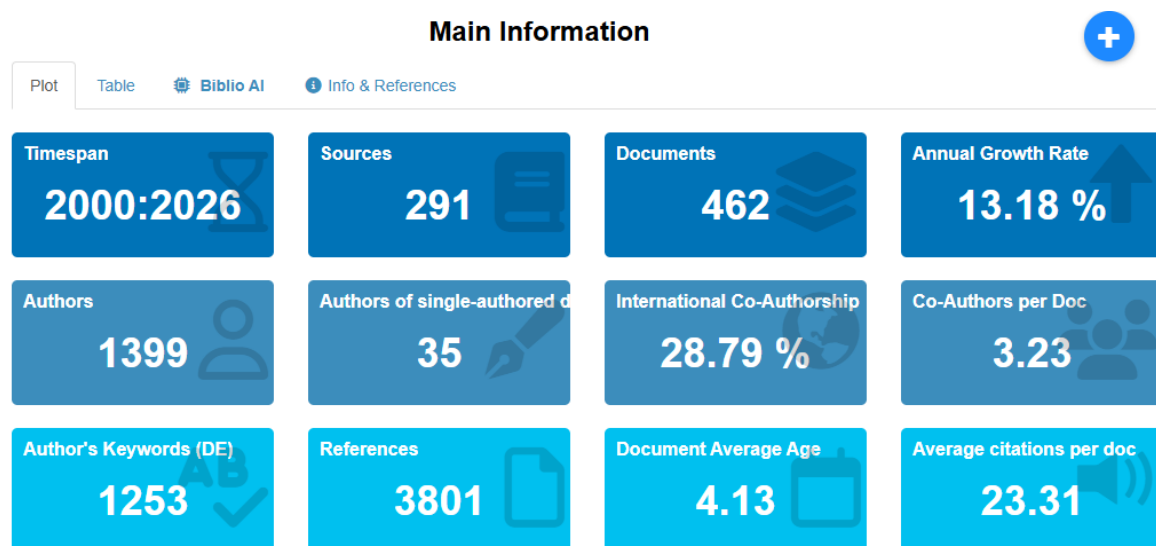 Main Information
Plot
Table
Biblio AI
Info & References
Timespan
2000:2026
Sources
291
Documents
462
Annual Growth Rate
13.18 %
Authors
1399
Authors of single-authored d
35
International Co-Authorship
28.79 %
Co-Authors per Doc
3.23
Author's Keywords (DE)
1253
References
3801
Document Average Age
4.13
Average citations per doc
23.31